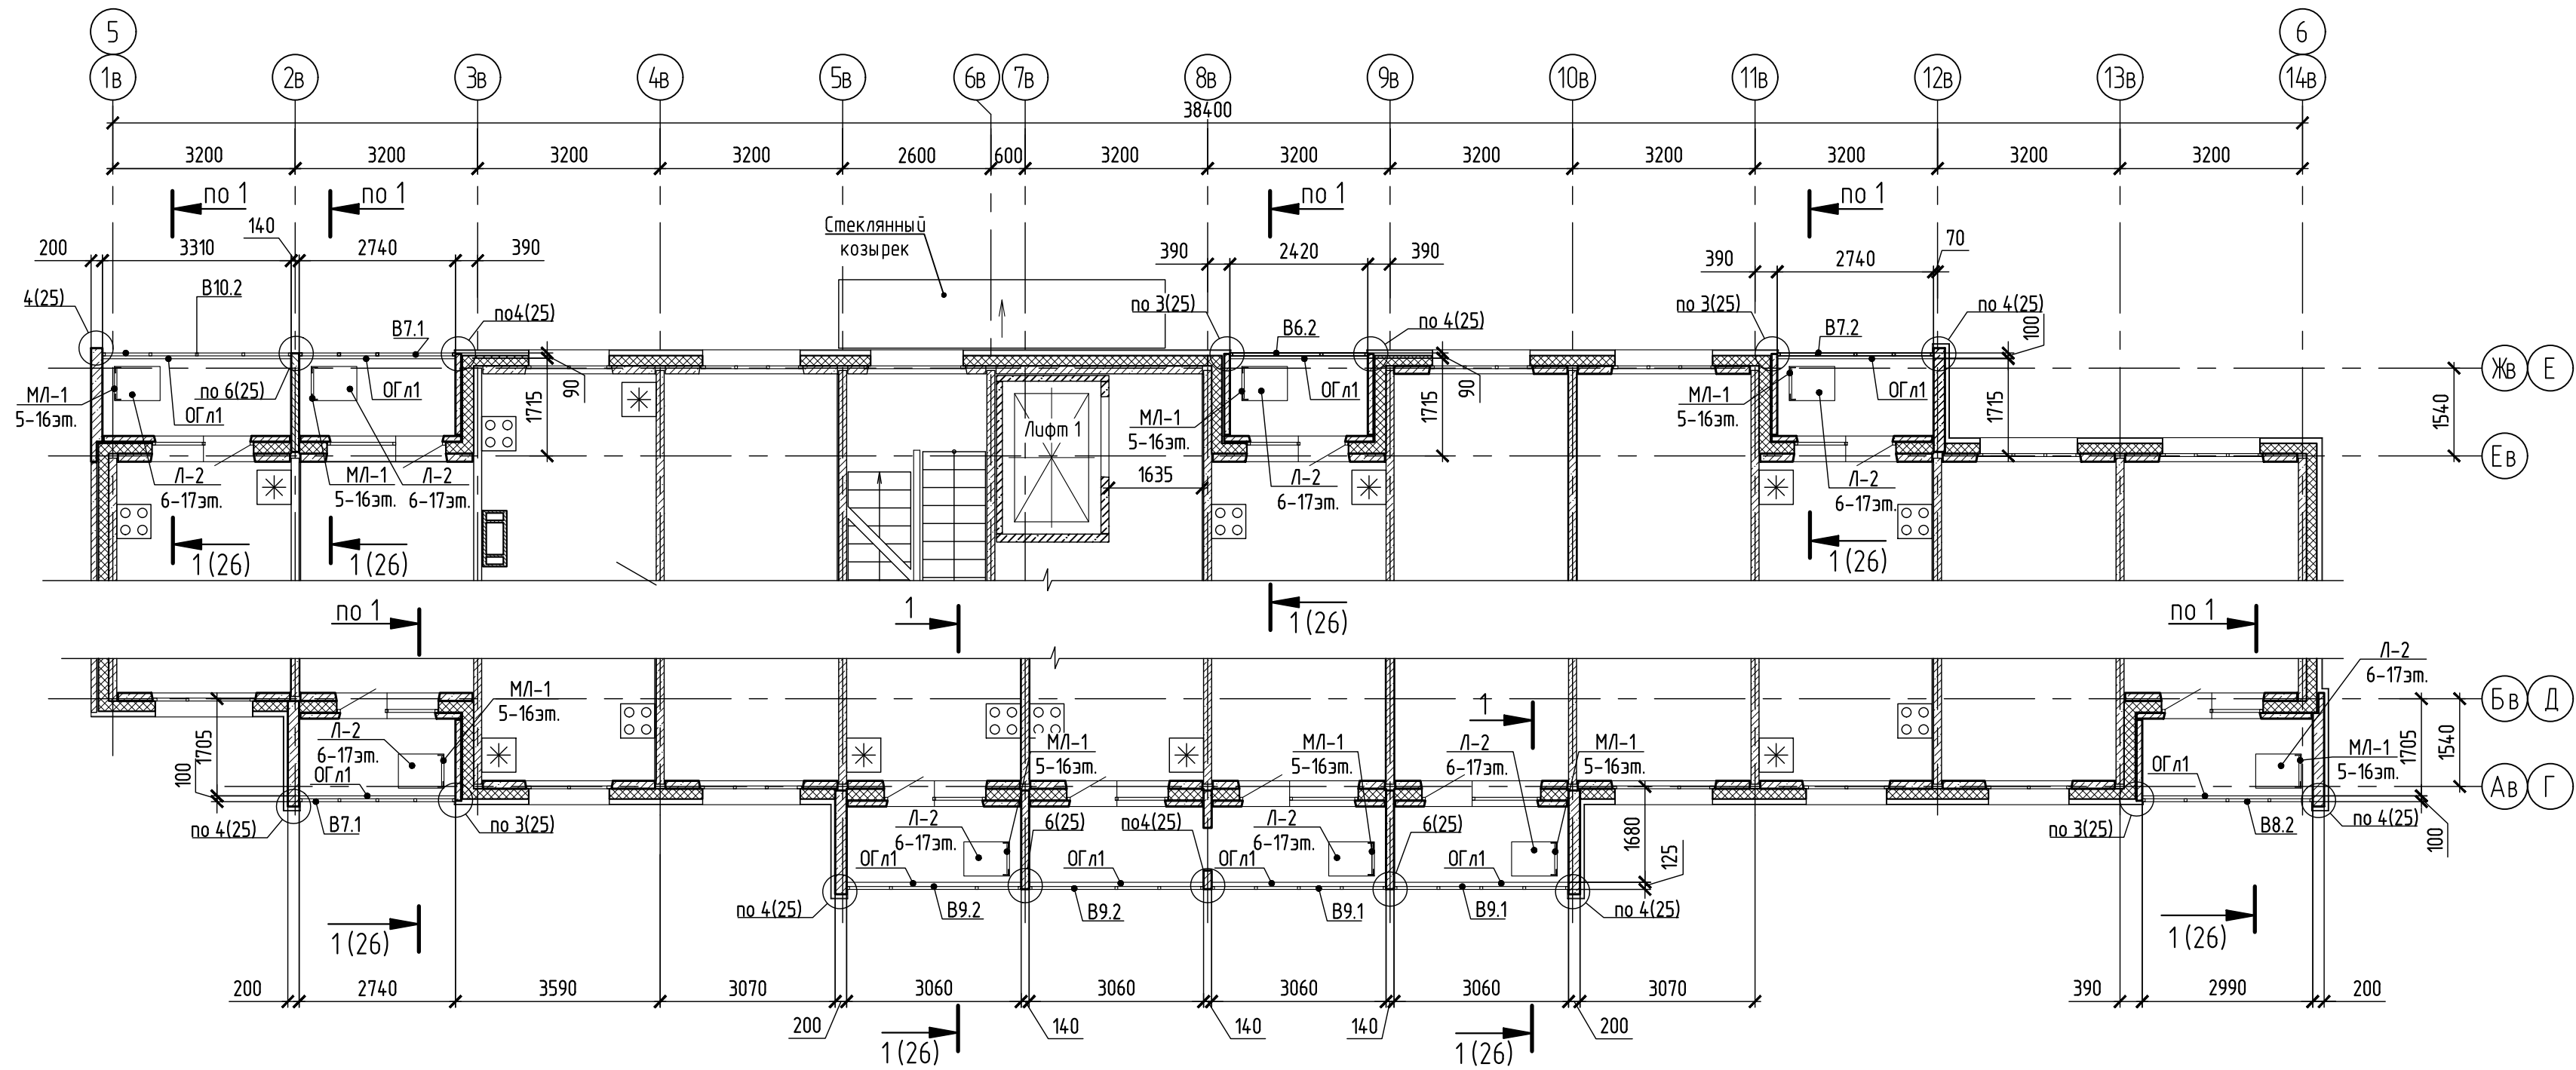 5
6
1в
2в
3в
4в
5в
6в
7в
8в
9в
10в
11в
12в
13в
14в
38400
3200
3200
3200
3200
2600
600
3200
3200
3200
3200
3200
3200
3200
по 1
по 1
по 1
по 1
Стеклянный
козырек
200
3310
140
2740
390
390
2420
390
390
2740
70
4(25)
В10.2
В7.1
по4(25)
по 3(25)
В6.2
по 4(25)
по 3(25)
В7.2
по 4(25)
100
МЛ-1
5-16эт.
ОГл1
по 6(25)
ОГл1
1715
90
МЛ-1
5-16эт.
ОГл1
1715
90
МЛ-1
5-16эт.
ОГл1
1715
1540
Жв
Е
Ев
Лифт 1
1635
Л-2
6-17эт.
МЛ-1
5-16эт.
Л-2
6-17эт.
Л-2
6-17эт.
Л-2
6-17эт.
1 (26)
1 (26)
1 (26)
по 1
1
1 (26)
по 1
Л-2
6-17эт.
МЛ-1
5-16эт.
1
Бв
Д
1705
100
Л-2
6-17эт.
ОГл1
МЛ-1
5-16эт.
МЛ-1
5-16эт.
Л-2
6-17эт.
МЛ-1
5-16эт.
ОГл1
МЛ-1
5-16эт.
1705
1540
Ав
Г
по 4(25)
В7.1
по 3(25)
Л-2
6-17эт.
6(25)
по4(25)
Л-2
6-17эт.
6(25)
1680
125
по 3(25)
В8.2
по 4(25)
100
ОГл1
ОГл1
ОГл1
ОГл1
по 4(25)
В9.2
В9.2
В9.1
В9.1
по 4(25)
1 (26)
1 (26)
200
2740
3590
3070
3060
3060
3060
3060
3070
390
2990
200
200
140
140
140
200
1 (26)
1 (26)